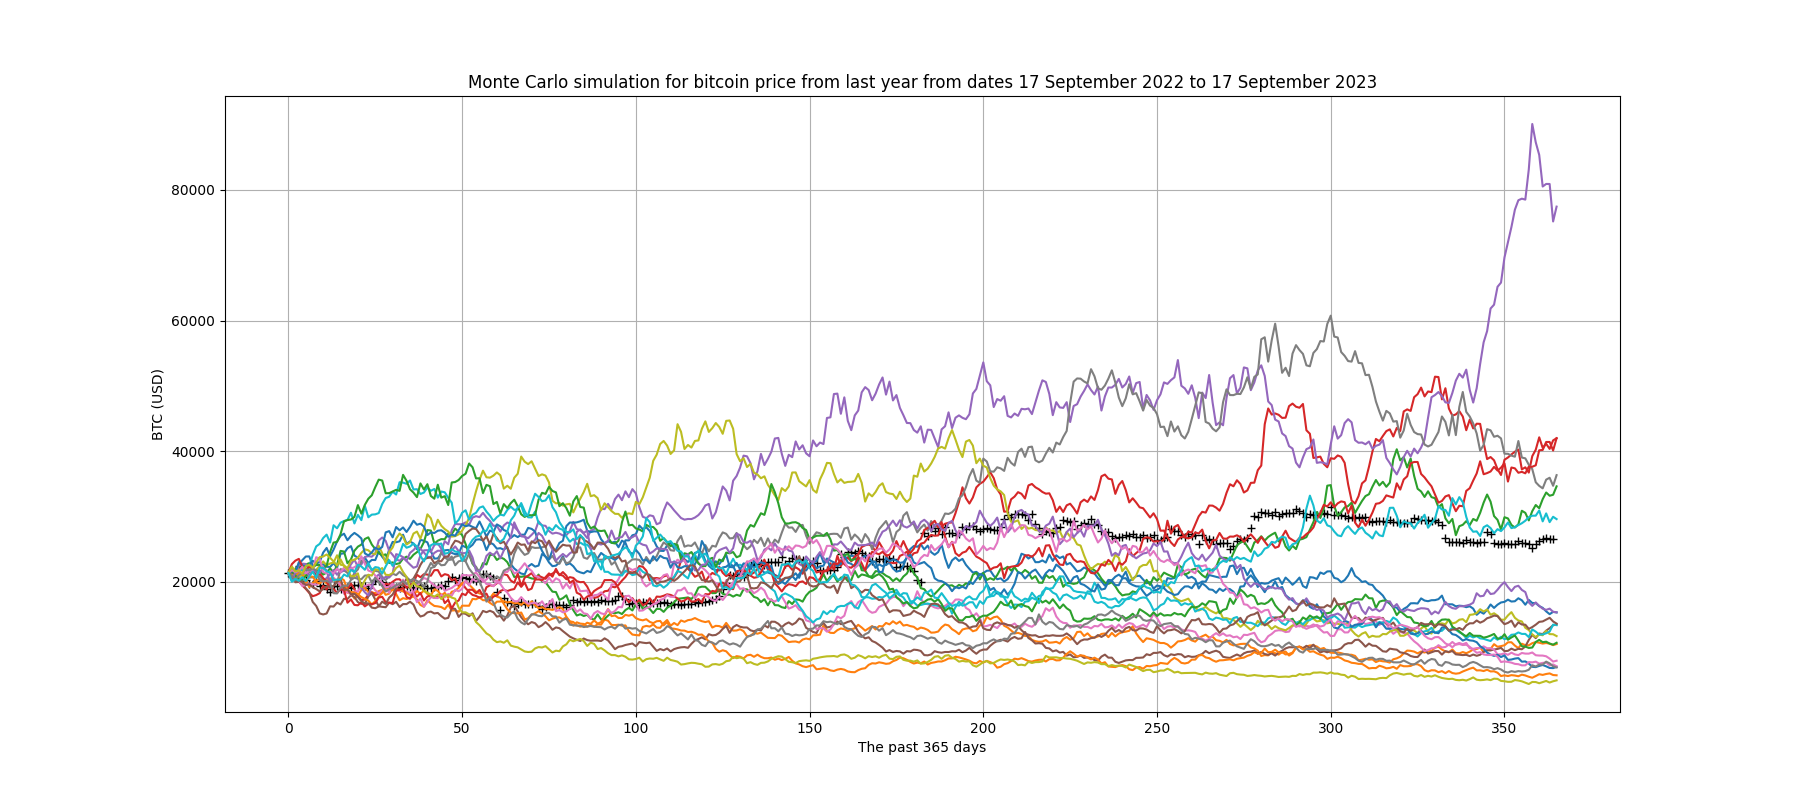 Monte Carlo simulation for bitcoin price from last year from dates 17 September 2022 to 17 September 2023
80000
60000
40000
20000
BTC (USD)
0 50 100 150 200 250 300 350
The past 365 days